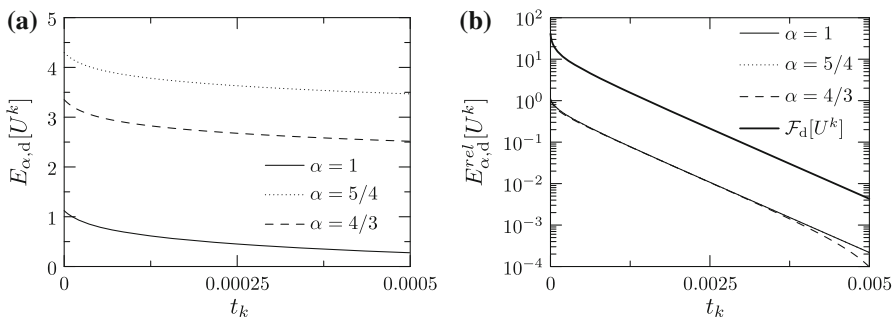 (a)
5
4
3
2
1
0
E_{α,d}[U^k]
α = 1
α = 5/4
α = 4/3
0
0.00025
0.0005
t_k
(b)
10^2
10^1
10^0
10^{-1}
10^{-2}
10^{-3}
10^{-4}
E^{rel}_{α,d}[U^k]
α = 1
α = 5/4
α = 4/3
ℱ_d[U^k]
0
0.0025
0.005
t_k